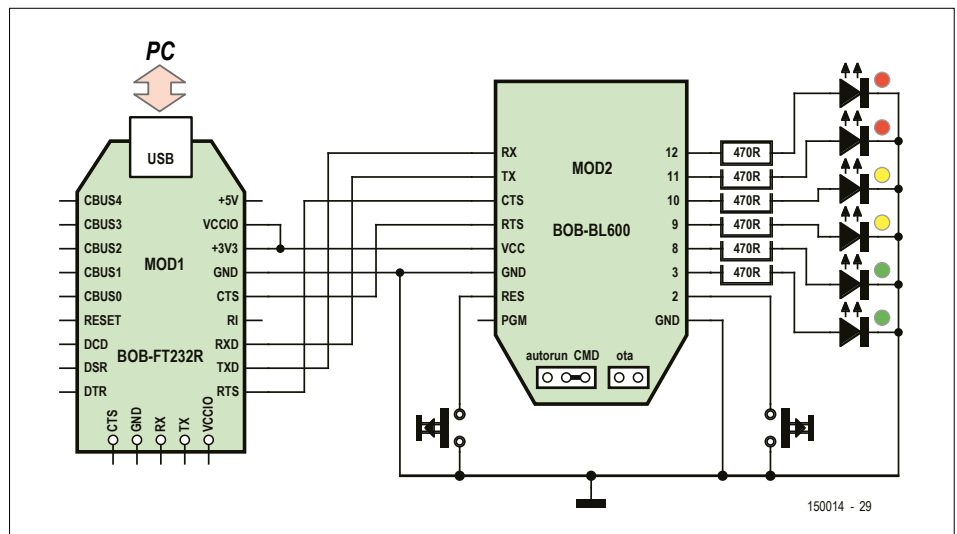 PC
USB
CBUS4
CBUS3
CBUS2
CBUS1
CBUS0
RESET
DCD
DSR
DTR
MOD1
BOB-FT232R
+5V
VCCIO
+3V3
GND
CTS
RI
RXD
TXD
RTS
CTS
GND
RX
TX
VCCIO
RX
TX
CTS
RTS
VCC
GND
RES
PGM
MOD2
BOB-BL600
autorun CMD
ota
12
11
10
9
8
3
2
GND
470R
470R
470R
470R
470R
470R
150014 - 29